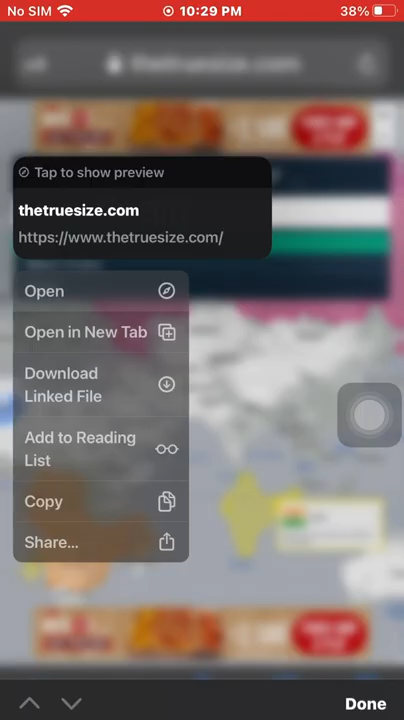 No SIM 10:29 PM 38%
Tap to show preview
thetruesize.com
https://www.thetruesize.com/
Open
Open in New Tab
Download
Linked File
Add to Reading
List
Copy
Share...
Done